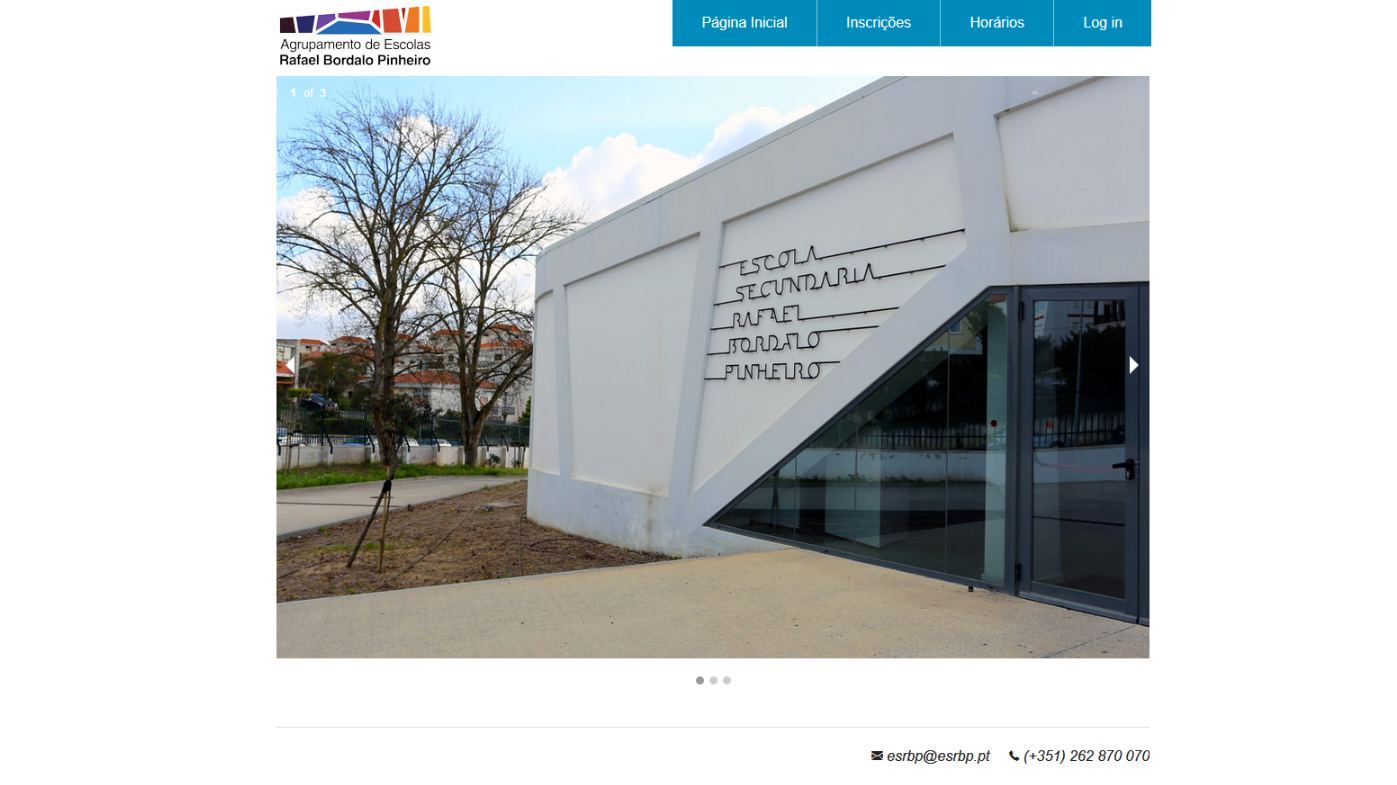 Agrupamento de Escolas
Rafael Bordalo Pinheiro
Página Inicial
Inscrições
Horários
Log in
1 of 3
ESCOLA
SECUNDARIA
RAFAEL
BORDALO
PINHEIRO
esrbp@esrbp.pt
(+351) 262 870 070